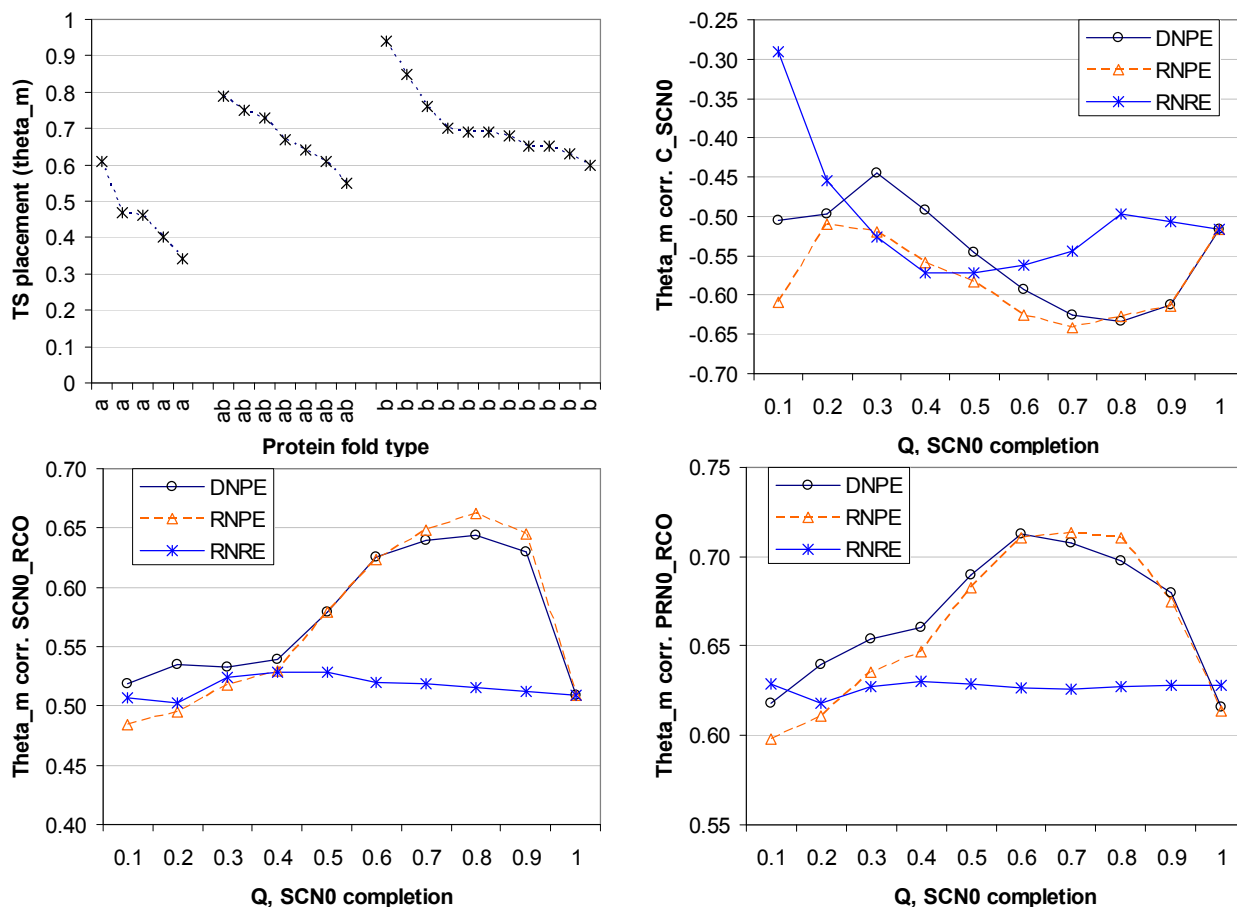 TS placement (theta_m)
1
0.9
0.8
0.7
0.6
0.5
0.4
0.3
0.2
0.1
0
a a a a a ab ab ab ab ab ab ab b b b b b b b b b b b
Protein fold type
Theta_m corr. C_SCN0
-0.25
-0.30
-0.35
-0.40
-0.45
-0.50
-0.55
-0.60
-0.65
-0.70
DNPE
RNPE
RNRE
0.1 0.2 0.3 0.4 0.5 0.6 0.7 0.8 0.9 1
Q, SCN0 completion
Theta_m corr. SCN0_RCO
0.70
0.65
0.60
0.55
0.50
0.45
0.40
DNPE
RNPE
RNRE
0.1 0.2 0.3 0.4 0.5 0.6 0.7 0.8 0.9 1
Q, SCN0 completion
Theta_m corr. PRN0_RCO
0.75
0.70
0.65
0.60
0.55
DNPE
RNPE
RNRE
0.1 0.2 0.3 0.4 0.5 0.6 0.7 0.8 0.9 1
Q, SCN0 completion